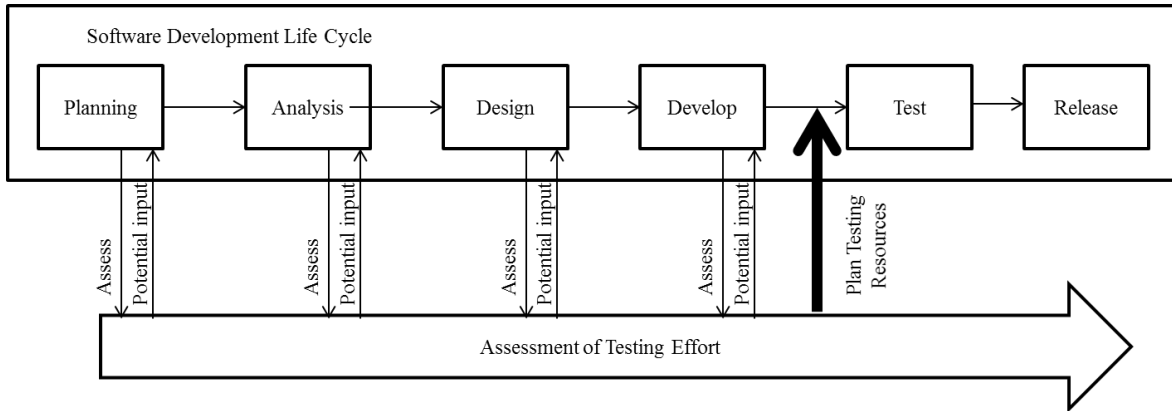 Software Development Life Cycle
Planning
Analysis
Design
Develop
Test
Release
Assess
Potential input
Assess
Potential input
Assess
Potential input
Assess
Potential input
Plan Testing
Resources
Assessment of Testing Effort